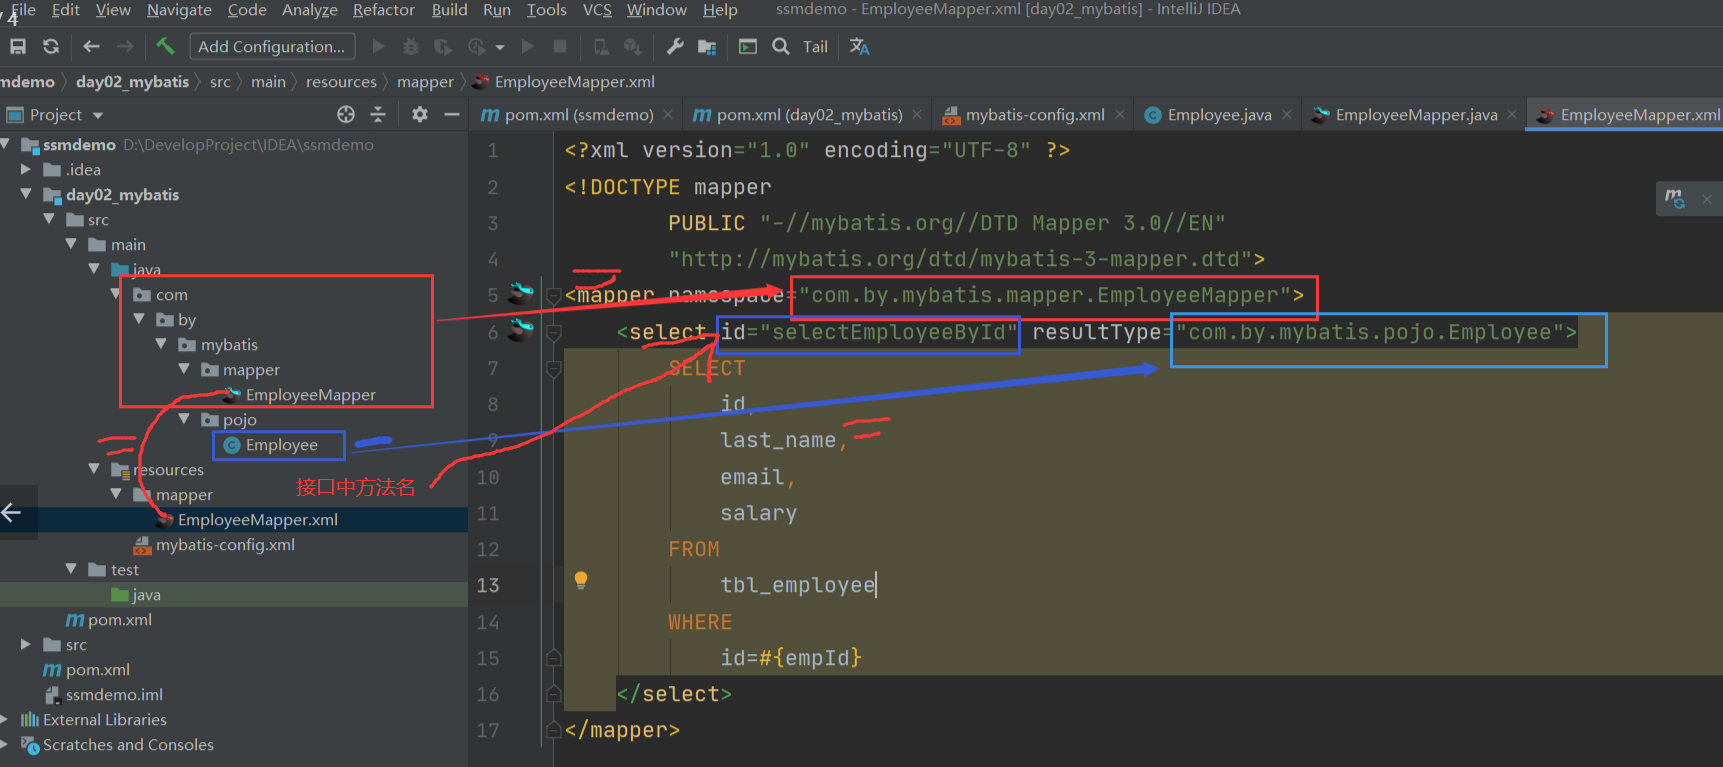 File Edit View Navigate Code Analyze Refactor Build Run Tools VCS Window Help ssmdemo - EmployeeMapper.xml [day02_mybatis] - IntelliJ IDEA
Add Configuration... Tail
day02_mybatis src main resources mapper EmployeeMapper.xml
Project
pom.xml (ssmdemo) pom.xml (day02_mybatis) mybatis-config.xml Employee.java EmployeeMapper.java EmployeeMapper.xml
ssmdemo D:\DevelopProject\IDEA\ssmdemo
.idea
day02_mybatis
src
main
java
com
by
mybatis
mapper
EmployeeMapper
pojo
Employee
resources
mapper
EmployeeMapper.xml
mybatis-config.xml
test
java
pom.xml
src
pom.xml
ssmdemo.iml
External Libraries
Scratches and Consoles
接口中方法名
1 <?xml version="1.0" encoding="UTF-8" ?>
2 <!DOCTYPE mapper
3 PUBLIC "-//mybatis.org//DTD Mapper 3.0//EN"
4 "http://mybatis.org/dtd/mybatis-3-mapper.dtd">
5 <mapper namespace="com.by.mybatis.mapper.EmployeeMapper">
6 <select id="selectEmployeeById" resultType="com.by.mybatis.pojo.Employee">
7 SELECT
8 id,
9 last_name,
10 email,
11 salary
12 FROM
13 tbl_employee
14 WHERE
15 id=#{empId}
16 </select>
17 </mapper>